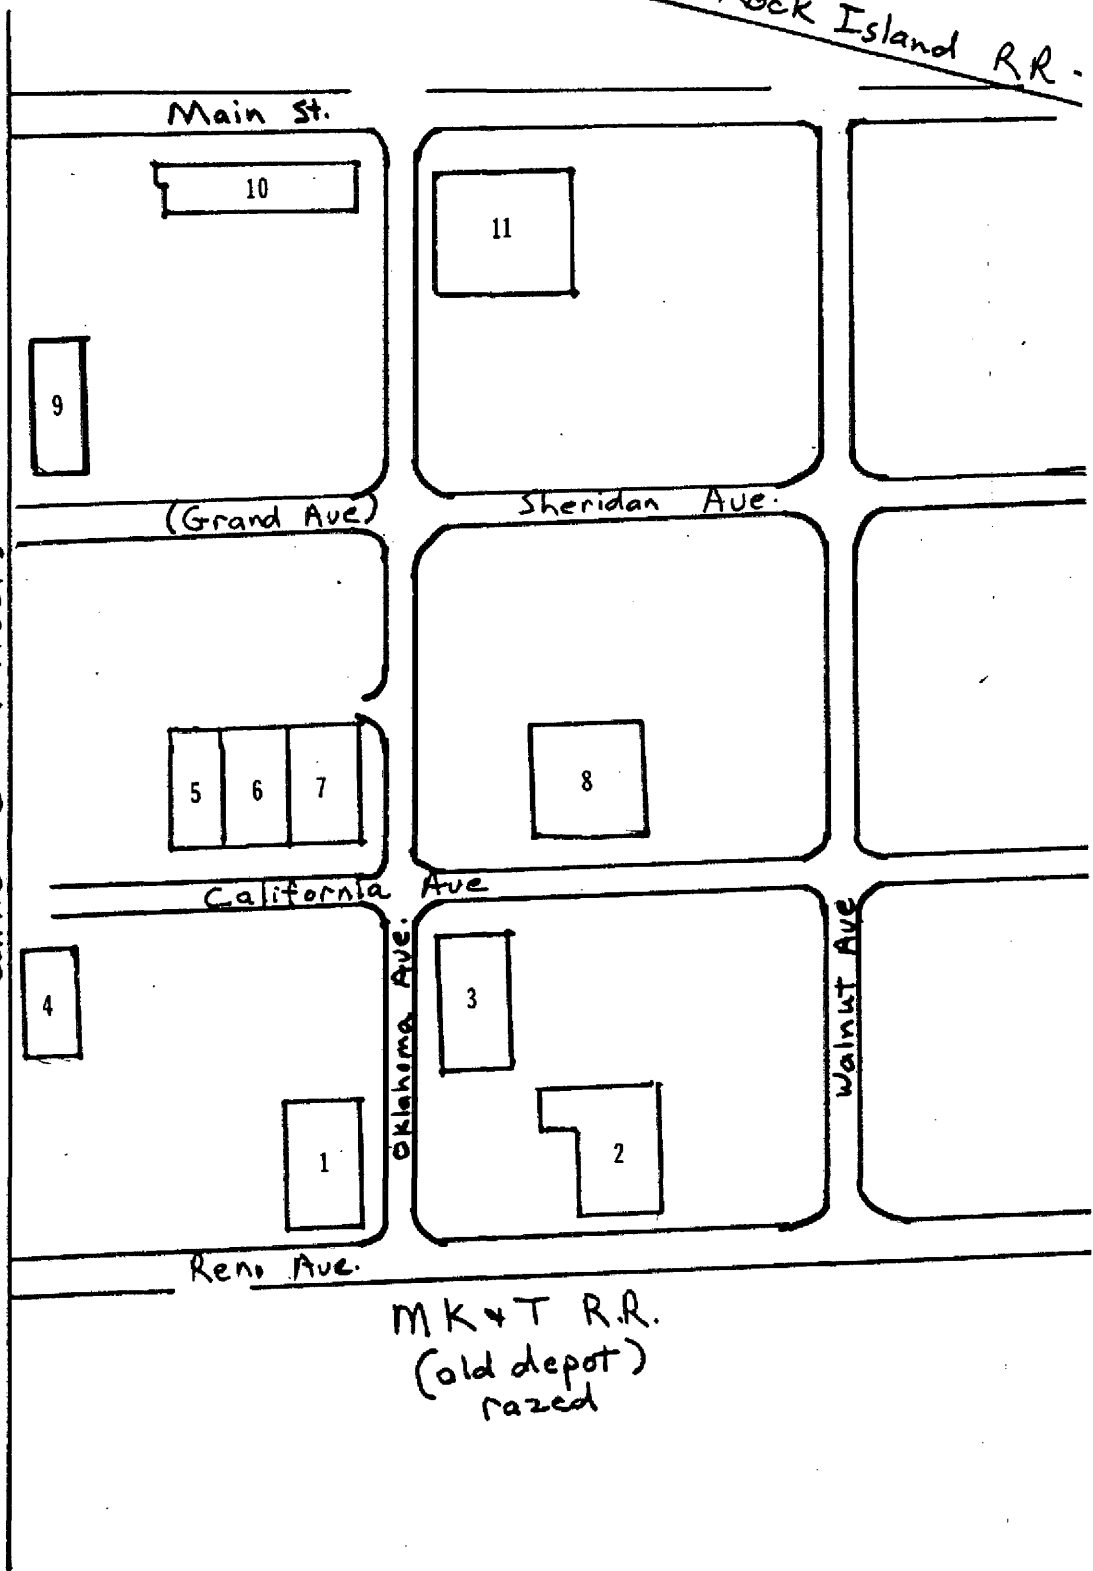 Rock Island R.R.
Main St.
10
11
9
(Grand Ave)
Sheridan Ave.
5
6
7
8
California Ave
Oklahoma Ave.
Walnut Ave
4
3
1
2
Reno Ave.
MK&T R.R.
(old depot)
razed